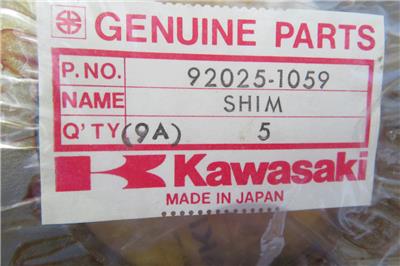 GENUINE PARTS
P.NO. 92025-1059
NAME SHIM
Q'TY (9A) 5
Kawasaki
MADE IN JAPAN